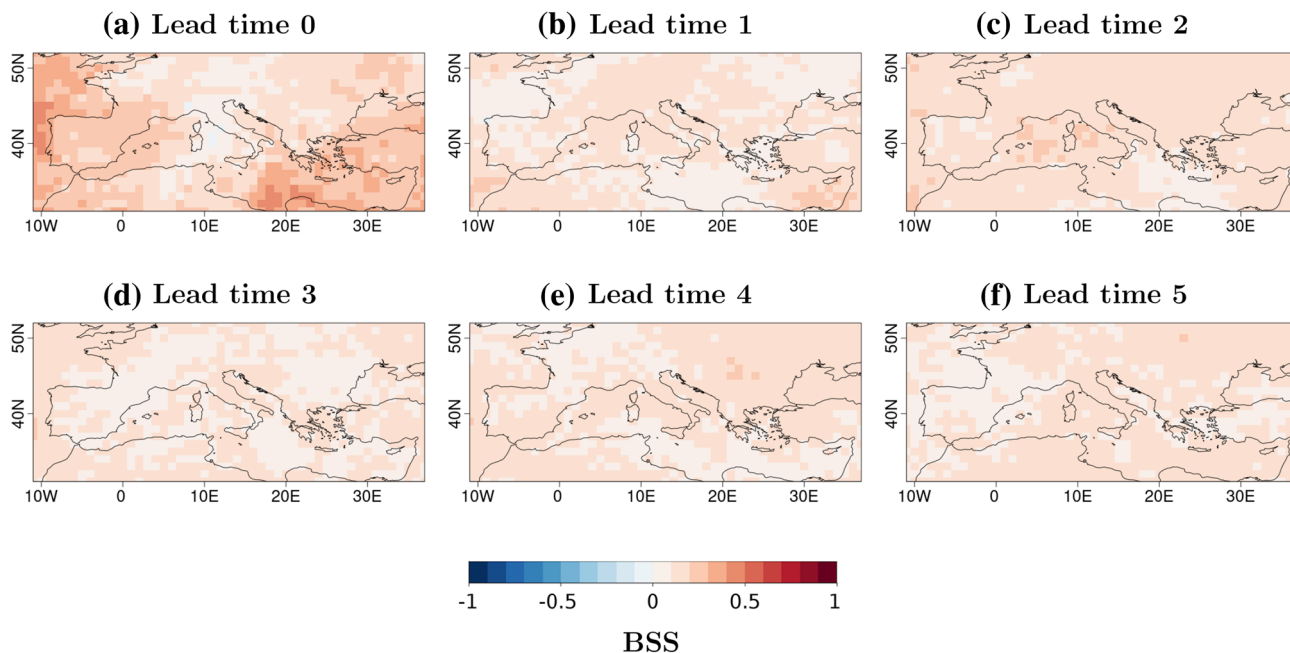 (a) Lead time 0
(b) Lead time 1
(c) Lead time 2
50N
40N
10W 0 10E 20E 30E
50N
40N
10W 0 10E 20E 30E
50N
40N
10W 0 10E 20E 30E
(d) Lead time 3
(e) Lead time 4
(f) Lead time 5
50N
40N
10W 0 10E 20E 30E
50N
40N
10W 0 10E 20E 30E
50N
40N
10W 0 10E 20E 30E
-1 -0.5 0 0.5 1
BSS